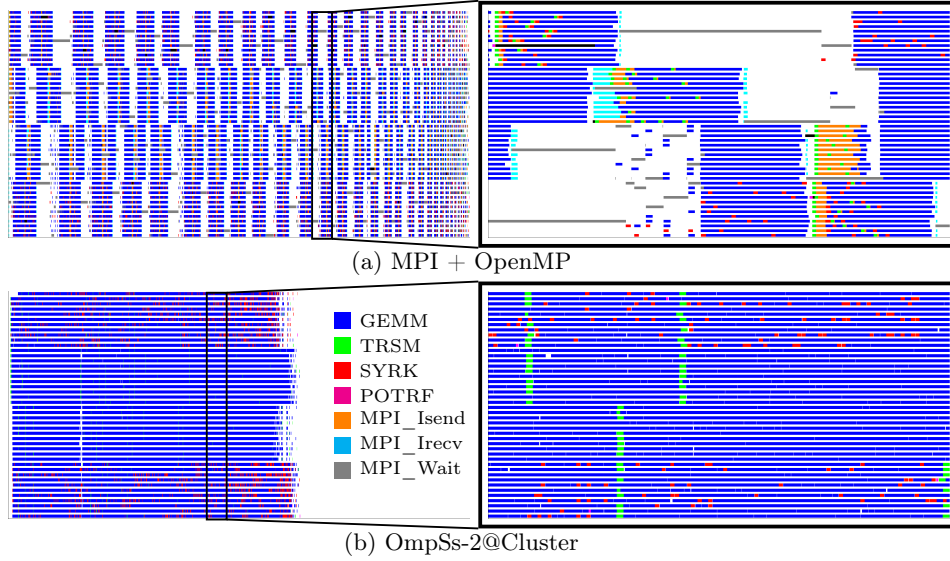 (a) MPI + OpenMP
GEMM
TRSM
SYRK
POTRF
MPI_Isend
MPI_Irecv
MPI_Wait
(b) OmpSs-2@Cluster